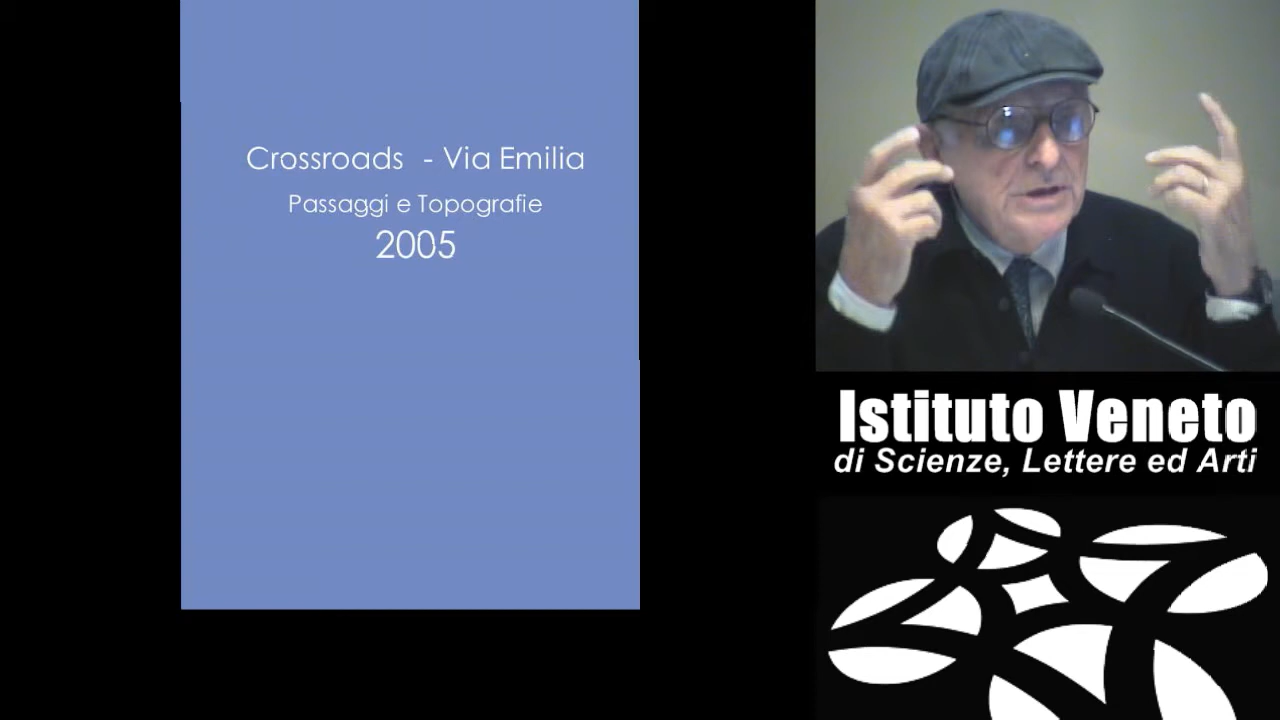 Crossroads - Via Emilia
Passaggi e Topografie
2005
Istituto Veneto
di Scienze, Lettere ed Arti